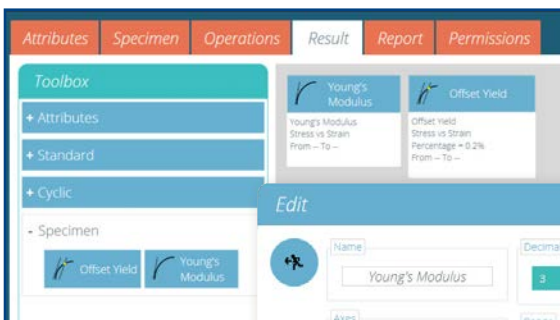 Attributes Specimen Operations Result Report Permissions
Toolbox
+ Attributes
+ Standard
+ Cyclic
- Specimen
Offset Yield
Young's
Modulus
Young's
Modulus
Young's Modulus
Stress vs Strain
From -- To --
Offset Yield
Offset Yield
Stress vs Strain
Percentage = 0.2%
From -- To --
Edit
Name
Young's Modulus
Decima
3
Axes